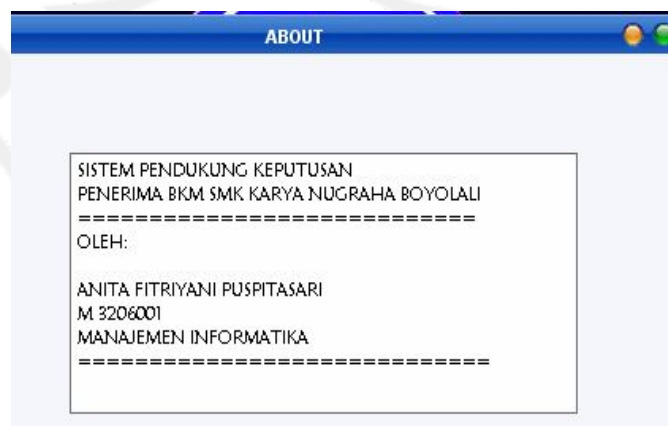 ABOUT
SISTEM PENDUKUNG KEPUTUSAN
PENERIMA BKM SMK KARYA NUGRAHA BOYOLALI
============================
OLEH:
ANITA FITRIYANI PUSPITASARI
M 3206001
MANAJEMEN INFORMATIKA
=============================